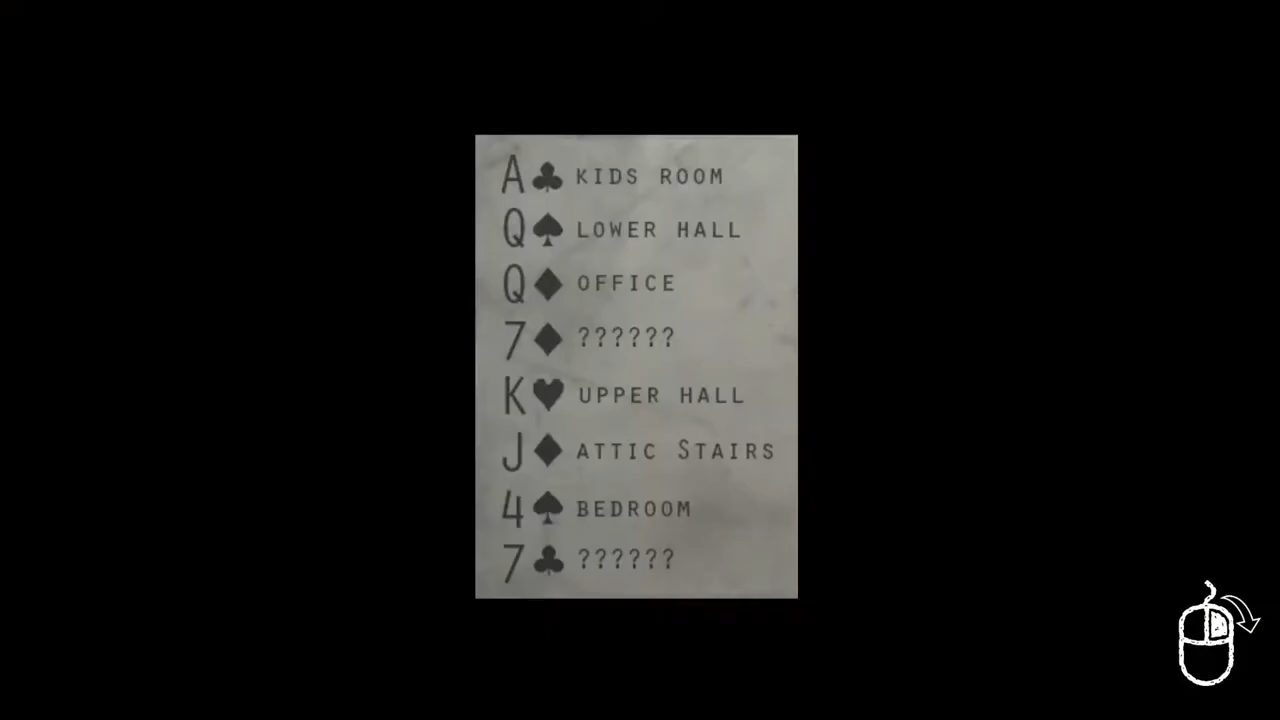 A♣ KIDS ROOM
Q♠ LOWER HALL
Q♦ OFFICE
7♦ ??????
K♥ UPPER HALL
J♦ ATTIC STAIRS
4♠ BEDROOM
7♣ ??????